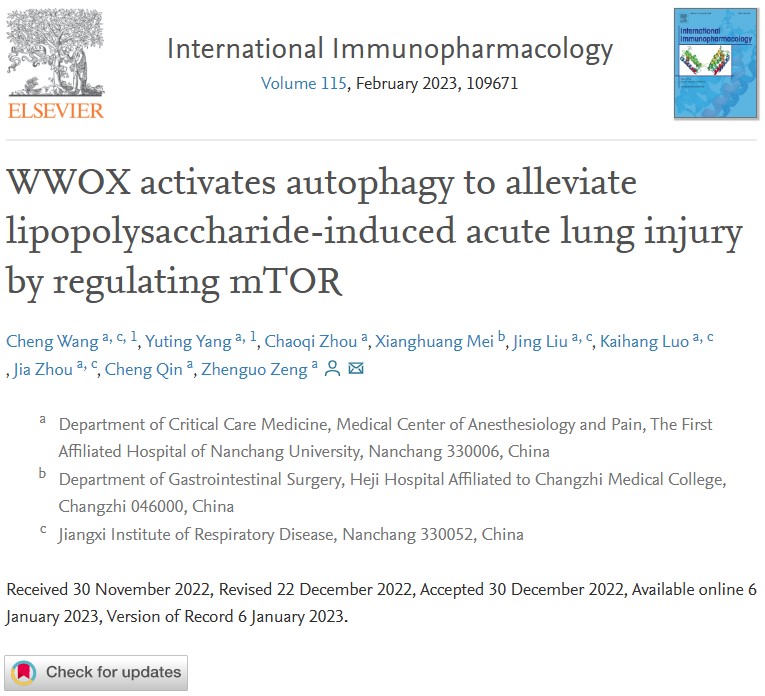 International Immunopharmacology
Volume 115, February 2023, 109671
ELSEVIER
International
Immunopharmacology
WWOX activates autophagy to alleviate
lipopolysaccharide-induced acute lung injury
by regulating mTOR
Cheng Wang a, c, 1, Yuting Yang a, 1, Chaoqi Zhou a, Xianghuang Mei b, Jing Liu a, c, Kaihang Luo a, c
, Jia Zhou a, c, Cheng Qin a, Zhenguo Zeng a
a Department of Critical Care Medicine, Medical Center of Anesthesiology and Pain, The First
Affiliated Hospital of Nanchang University, Nanchang 330006, China
b Department of Gastrointestinal Surgery, Heji Hospital Affiliated to Changzhi Medical College,
Changzhi 046000, China
c Jiangxi Institute of Respiratory Disease, Nanchang 330052, China
Received 30 November 2022, Revised 22 December 2022, Accepted 30 December 2022, Available online 6
January 2023, Version of Record 6 January 2023.
Check for updates